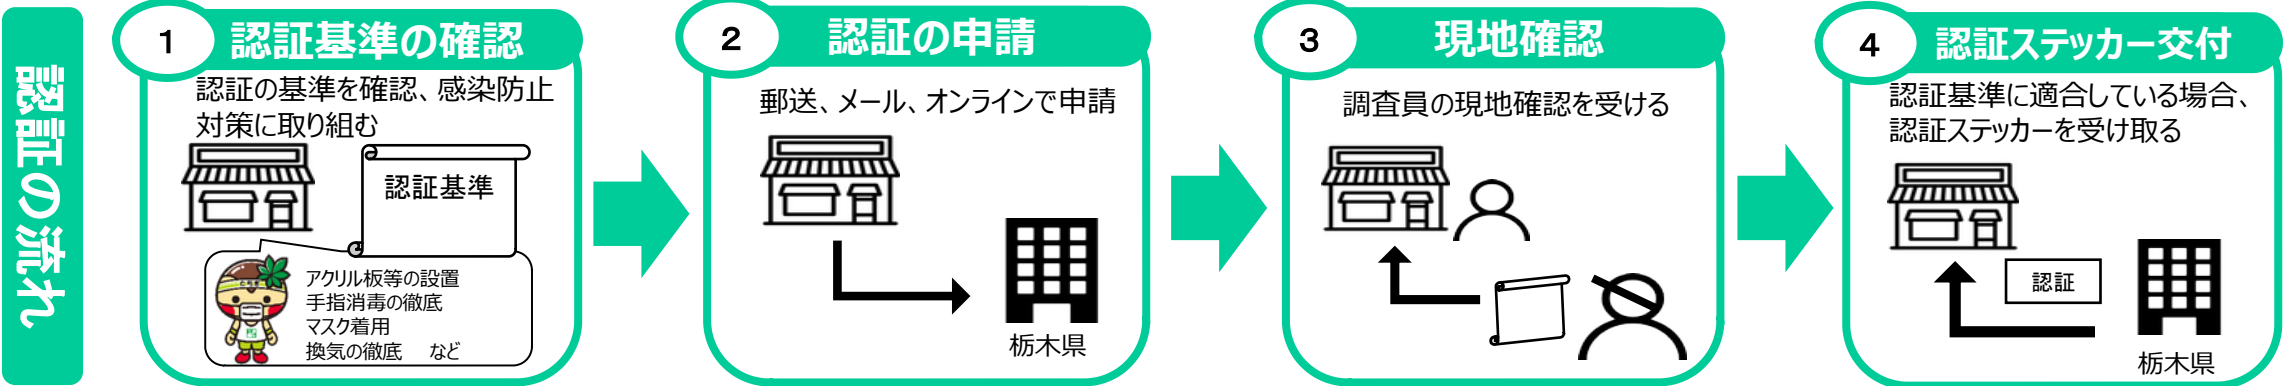 認証の流れ
1
認証基準の確認
認証の基準を確認、感染防止
対策に取り組む
認証基準
アクリル板等の設置
手指消毒の徹底
マスク着用
換気の徹底 など
2
認証の申請
郵送、メール、オンラインで申請
栃木県
3
現地確認
調査員の現地確認を受ける
4
認証ステッカー交付
認証基準に適合している場合、
認証ステッカーを受け取る
認証
栃木県